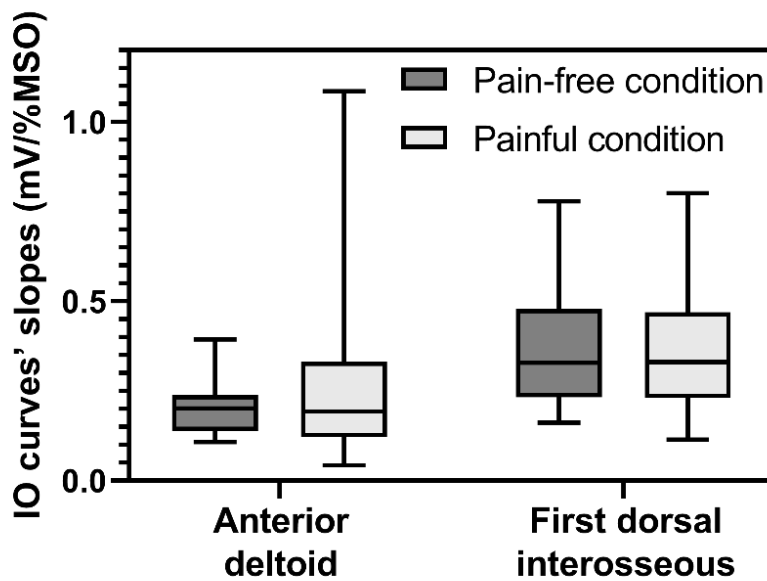 IO curves’ slopes (mV/%MSO)
1.0
0.5
0.0
Pain-free condition
Painful condition
Anterior
deltoid
First dorsal
interosseous